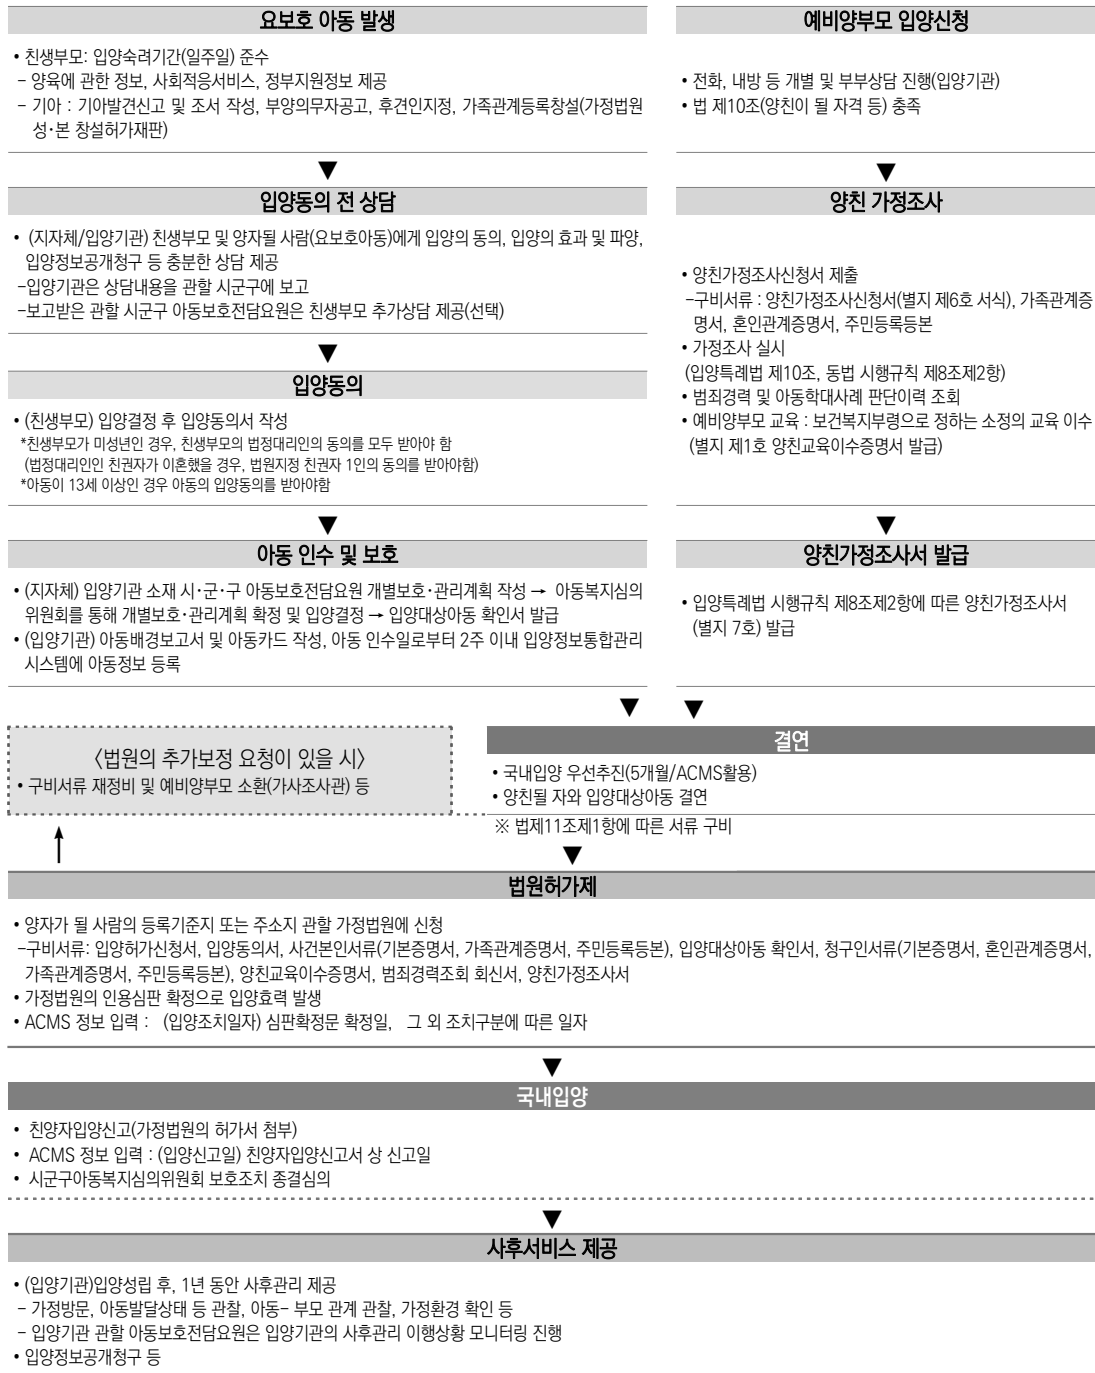 요보호 아동 발생
• 친생부모: 입양숙려기간(일주일) 준수
- 양육에 관한 정보, 사회적응서비스, 정부지원정보 제공
- 기아 : 기아발견신고 및 조서 작성, 부양의무자공고, 후견인지정, 가족관계등록창설(가정법원
성·본 창설허가재판)
▼
입양동의 전 상담
• (지자체/입양기관) 친생부모 및 양자될 사람(요보호아동)에게 입양의 동의, 입양의 효과 및 파양,
입양정보공개청구 등 충분한 상담 제공
-입양기관은 상담내용을 관할 시군구에 보고
-보고받은 관할 시군구 아동보호전담요원은 친생부모 추가상담 제공(선택)
▼
입양동의
• (친생부모) 입양결정 후 입양동의서 작성
*친생부모가 미성년인 경우, 친생부모의 법정대리인의 동의를 모두 받아야 함
(법정대리인인 친권자가 이혼했을 경우, 법원지정 친권자 1인의 동의를 받아야함)
*아동이 13세 이상인 경우 아동의 입양동의를 받아야함
▼
아동 인수 및 보호
• (지자체) 입양기관 소재 시·군·구 아동보호전담요원 개별보호·관리계획 작성 → 아동복지심의
위원회를 통해 개별보호·관리계획 확정 및 입양결정 → 입양대상아동 확인서 발급
• (입양기관) 아동배경보고서 및 아동카드 작성, 아동 인수일로부터 2주 이내 입양정보통합관리
시스템에 아동정보 등록
▼
예비양부모 입양신청
• 전화, 내방 등 개별 및 부부상담 진행(입양기관)
• 법 제10조(양친이 될 자격 등) 충족
▼
양친 가정조사
• 양친가정조사신청서 제출
-구비서류 : 양친가정조사신청서(별지 제6호 서식), 가족관계증
명서, 혼인관계증명서, 주민등록등본
• 가정조사 실시
(입양특례법 제10조, 동법 시행규칙 제8조제2항)
• 범죄경력 및 아동학대사례 판단이력 조회
• 예비양부모 교육 : 보건복지부령으로 정하는 소정의 교육 이수
(별지 제1호 양친교육이수증명서 발급)
▼
양친가정조사서 발급
• 입양특례법 시행규칙 제8조제2항에 따른 양친가정조사서
(별지 7호) 발급
▼
〈법원의 추가보정 요청이 있을 시〉
• 구비서류 재정비 및 예비양부모 소환(가사조사관) 등
결연
• 국내입양 우선추진(5개월/ACMS활용)
• 양친될 자와 입양대상아동 결연
※ 법제11조제1항에 따른 서류 구비
▼
법원허가제
• 양자가 될 사람의 등록기준지 또는 주소지 관할 가정법원에 신청
-구비서류: 입양허가신청서, 입양동의서, 사건본인서류(기본증명서, 가족관계증명서, 주민등록등본), 입양대상아동 확인서, 청구인서류(기본증명서, 혼인관계증명서,
가족관계증명서, 주민등록등본), 양친교육이수증명서, 범죄경력조회 회신서, 양친가정조사서
• 가정법원의 인용심판 확정으로 입양효력 발생
• ACMS 정보 입력 : (입양조치일자) 심판확정문 확정일, 그 외 조치구분에 따른 일자
▼
국내입양
• 친양자입양신고(가정법원의 허가서 첨부)
• ACMS 정보 입력 : (입양신고일) 친양자입양신고서 상 신고일
• 시군구아동복지심의위원회 보호조치 종결심의
▼
사후서비스 제공
• (입양기관)입양성립 후, 1년 동안 사후관리 제공
- 가정방문, 아동발달상태 등 관찰, 아동- 부모 관계 관찰, 가정환경 확인 등
- 입양기관 관할 아동보호전담요원은 입양기관의 사후관리 이행상황 모니터링 진행
• 입양정보공개청구 등